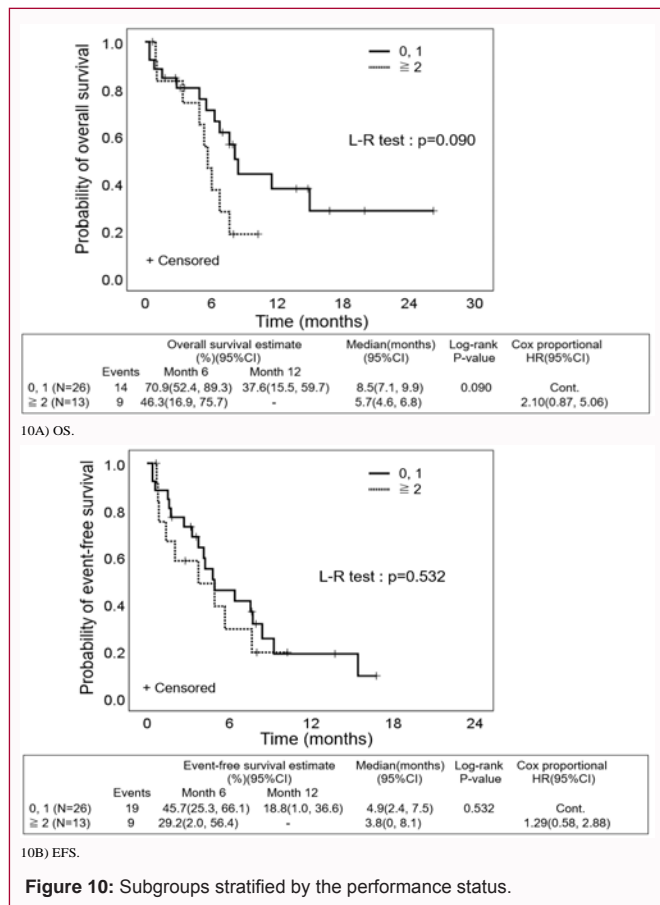 1.0
0.8
0.6
0.4
0.2
0.0
Probability of overall survival
0, 1
≧ 2
L-R test : p=0.090
+ Censored
0 6 12 18 24 30
Time (months)
Overall survival estimate Median(months) Log-rank Cox proportional
(%)(95%CI) (95%CI) P-value HR(95%CI)
Events Month 6 Month 12
0, 1 (N=26) 14 70.9(52.4, 89.3) 37.6(15.5, 59.7) 8.5(7.1, 9.9) 0.090 Cont.
≧ 2 (N=13) 9 46.3(16.9, 75.7) - 5.7(4.6, 6.8) 2.10(0.87, 5.06)
10A) OS.
1.0
0.8
0.6
0.4
0.2
0.0
Probability of event-free survival
0, 1
≧ 2
L-R test : p=0.532
+ Censored
0 6 12 18 24
Time (months)
Event-free survival estimate Median(months) Log-rank Cox proportional
(%)(95%CI) (95%CI) P-value HR(95%CI)
Events Month 6 Month 12
0, 1 (N=26) 19 45.7(25.3, 66.1) 18.8(1.0, 36.6) 4.9(2.4, 7.5) 0.532 Cont.
≧ 2 (N=13) 9 29.2(2.0, 56.4) - 3.8(0, 8.1) 1.29(0.58, 2.88)
10B) EFS.
Figure 10: Subgroups stratified by the performance status.